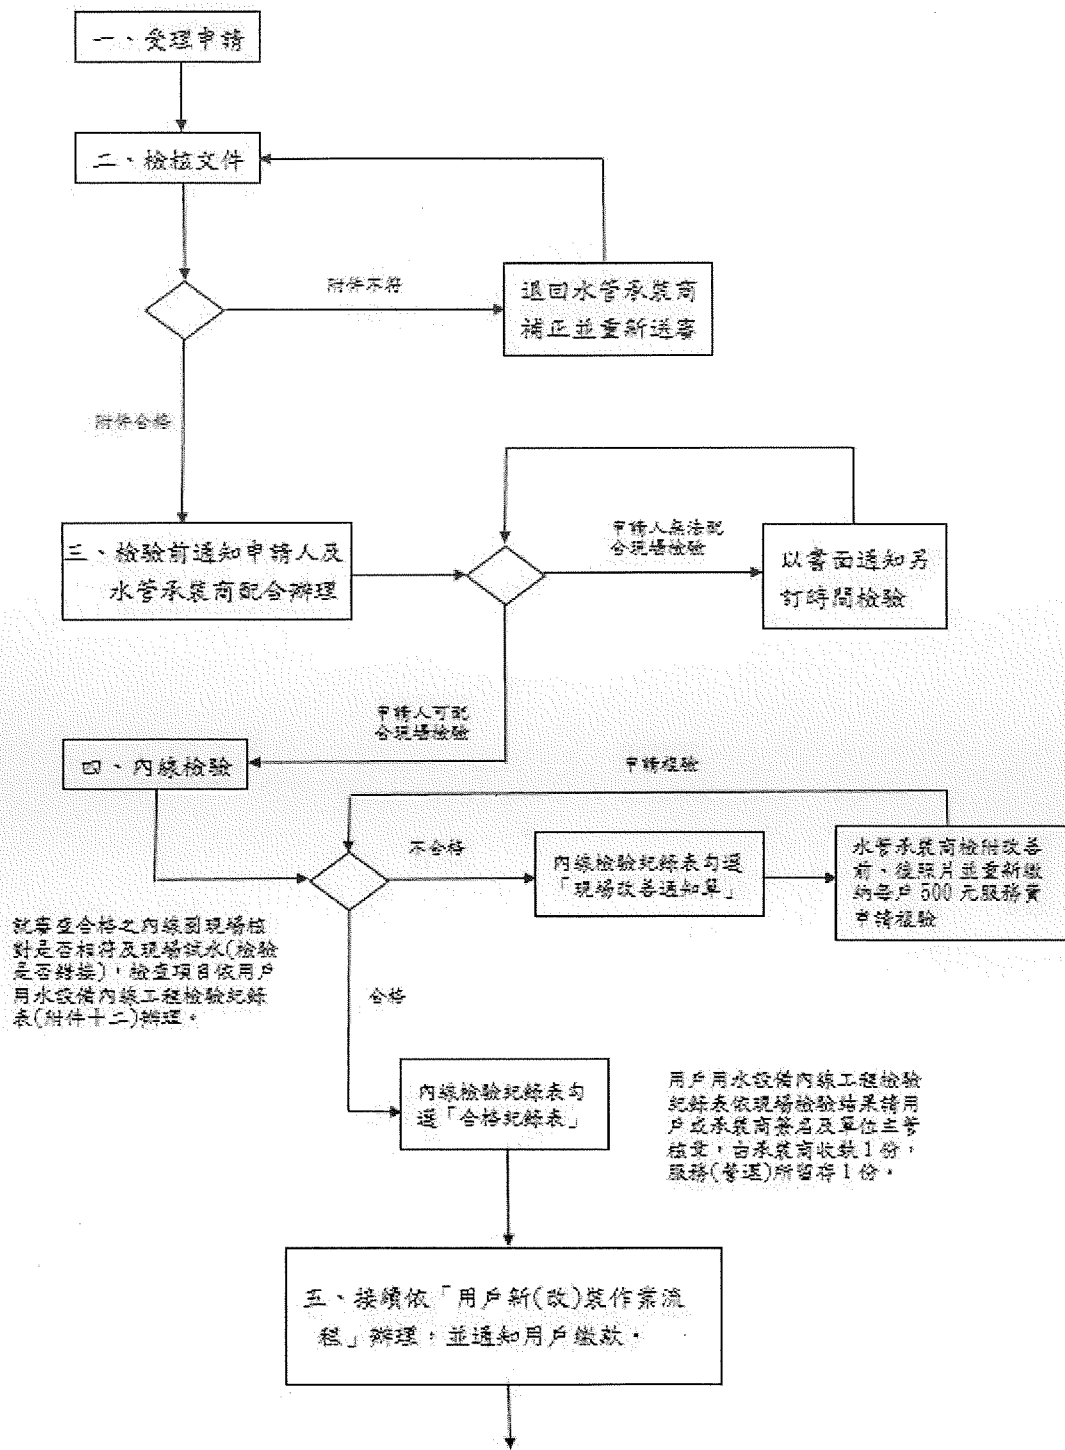 一、受理申請
二、檢核文件
附件不符
退回水管承裝商
補正並重新送審
附件合格
三、檢驗前通知申請人及
水管承裝商配合辦理
申請人無法配
合現場檢驗
以書面通知另
訂時間檢驗
申請人可配
合現場檢驗
四、內線檢驗
申請複驗
不合格
內線檢驗紀錄表勾選
「現場改善通知單」
水管承裝商檢附改善
前、後照片並重新繳
納每戶 500 元服務費
申請複驗
就審查合格之內線圖現場核
對是否相符及現場試水(檢驗
是否錯接)，檢查項目依用戶
用水設備內線工程檢驗紀錄
表(附件十二)辦理。
合格
內線檢驗紀錄表勾
選「合格紀錄表」
用戶用水設備內線工程檢驗
紀錄表依現場檢驗結果請用
戶或承裝商簽名及單位主管
核章，由承裝商收執 1 份，
服務(營運)所留存 1 份。
五、接續依「用戶新(改)裝作業流
程」辦理，並通知用戶繳款。